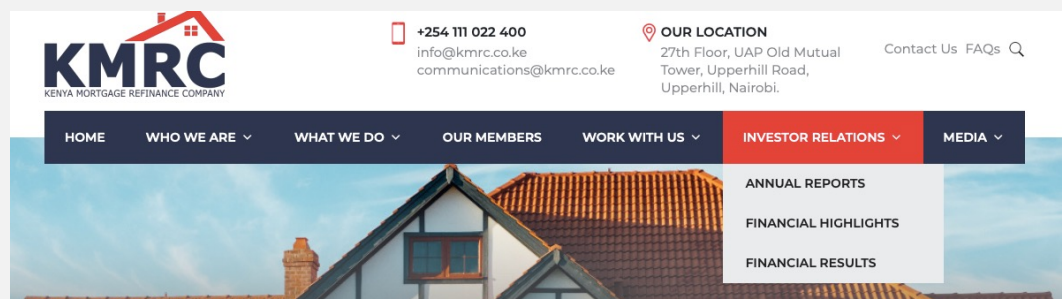 KMRC
KENYA MORTGAGE REFINANCE COMPANY
+254 111 022 400
info@kmrc.co.ke
communications@kmrc.co.ke
OUR LOCATION
27th Floor, UAP Old Mutual
Tower, Upperhill Road,
Upperhill, Nairobi.
Contact Us FAQs
HOME WHO WE ARE WHAT WE DO OUR MEMBERS WORK WITH US INVESTOR RELATIONS MEDIA
ANNUAL REPORTS
FINANCIAL HIGHLIGHTS
FINANCIAL RESULTS